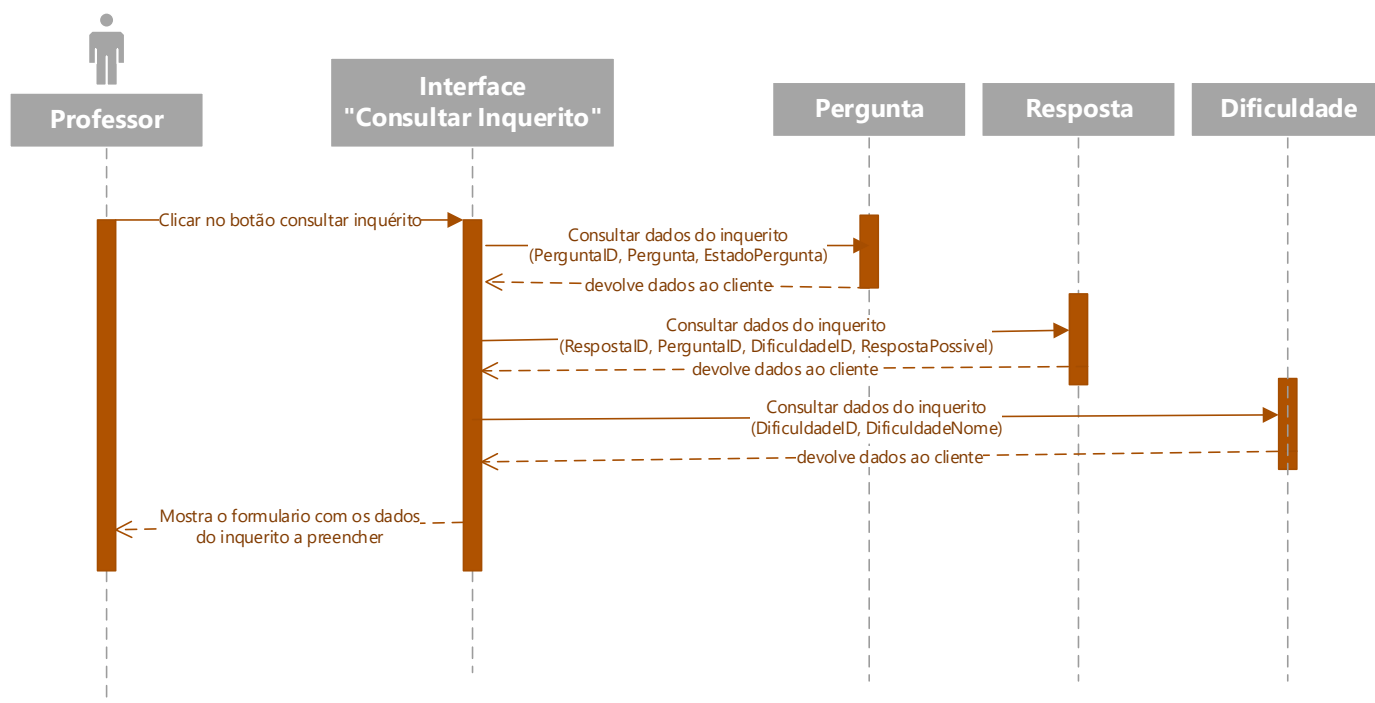 Professor
Interface
"Consultar Inquerito"
Pergunta
Resposta
Dificuldade
Clicar no botão consultar inquérito
Consultar dados do inquerito
(PerguntaID, Pergunta, EstadoPergunta)
devolve dados ao cliente
Consultar dados do inquerito
(RespostaID, PerguntaID, DificuldadeID, RespostaPossivel)
devolve dados ao cliente
Consultar dados do inquerito
(DificuldadeID, DificuldadeNome)
devolve dados ao cliente
Mostra o formulario com os dados
do inquerito a preencher